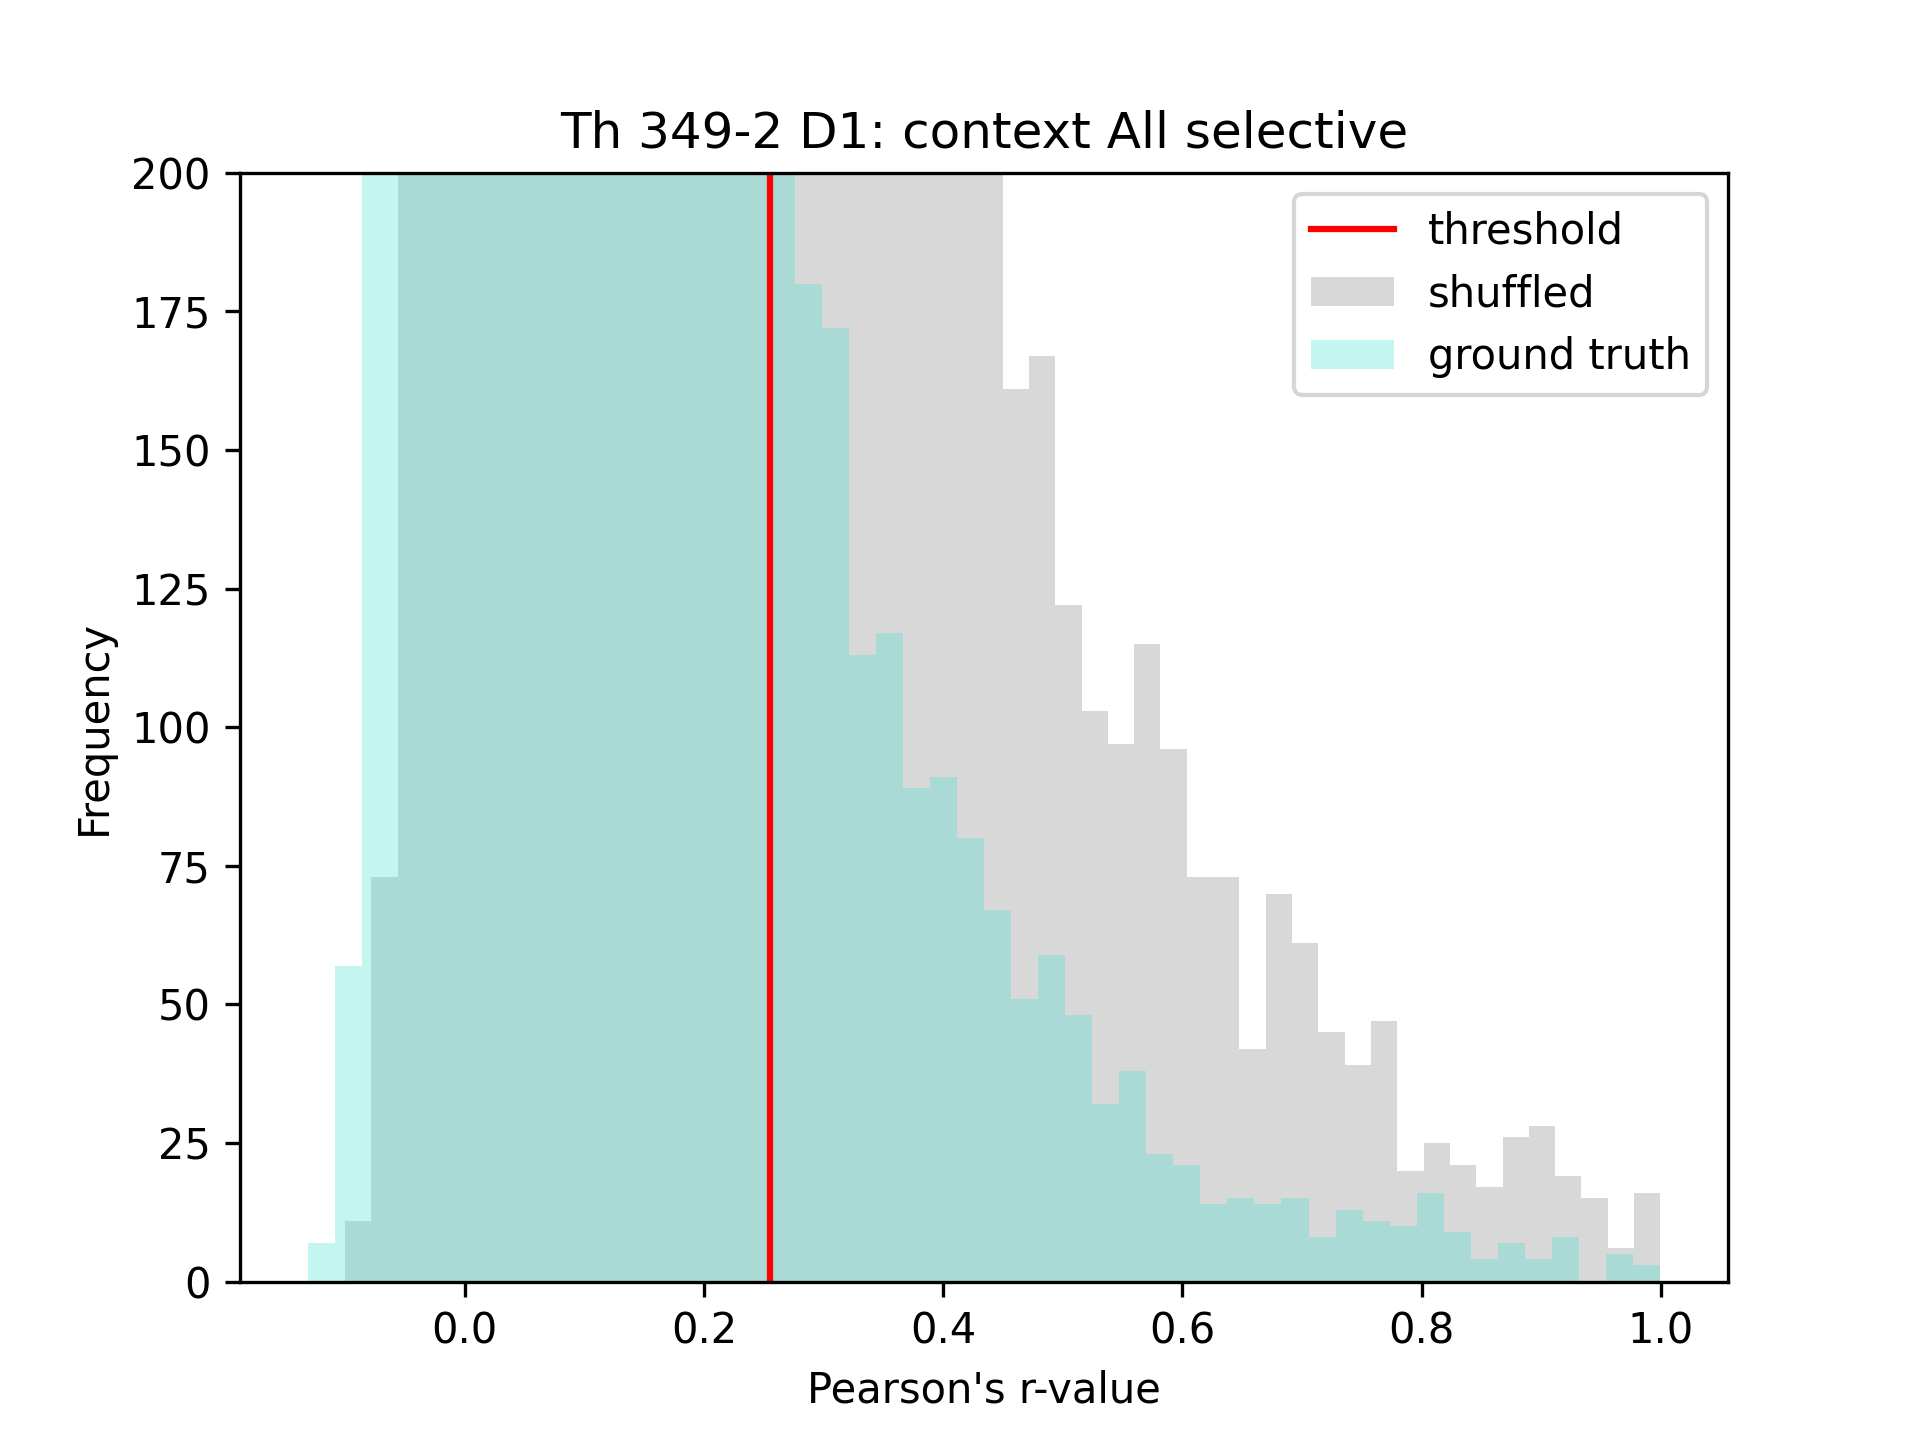 Th 349-2 D1: context All selective
threshold
shuffled
ground truth
200
175
150
125
100
75
50
25
0
Frequency
0.0 0.2 0.4 0.6 0.8 1.0
Pearson's r-value